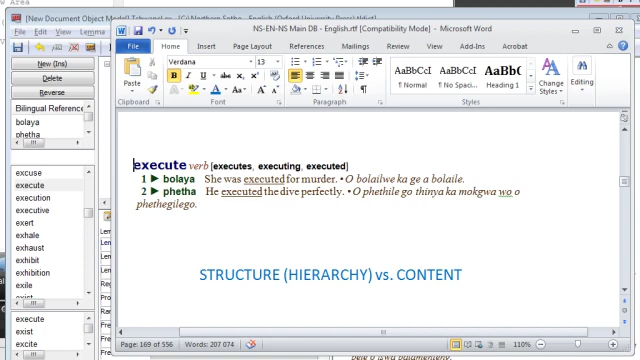 [New Document Object Model] Tshwane
\Northern Sotho - English (Oxford University Press).tldict
File Edit View Lemma
New (Ins)
Delete
Reverse
Bilingual Reference
bolaya
phetha
excuse
execute
execution
executive
exert
exhale
exhaust
exhibit
exhibition
exile
exist
execute
exist
excite
NS-EN-NS Main DB - English.rtf [Compatibility Mode] - Microsoft Word
File Home Insert Page Layout References Mailings Review View Add-Ins Acrobat
Verdana 13
Paste
B I U
Clipboard Font Paragraph Styles
AaBbCcI AaBbCcI AaBb(
¶ Normal ¶ No Spaci...
Change Styles
Editing
execute verb [executes, executing, executed]
1 ► bolaya She was executed for murder. • O bolailwe ka ge a bolaile.
2 ► phetha He executed the dive perfectly. • O phethile go thinya ka mokgwa wo o
phethegilego.
STRUCTURE (HIERARCHY) vs. CONTENT
Page: 169 of 556 Words: 207 074 110%